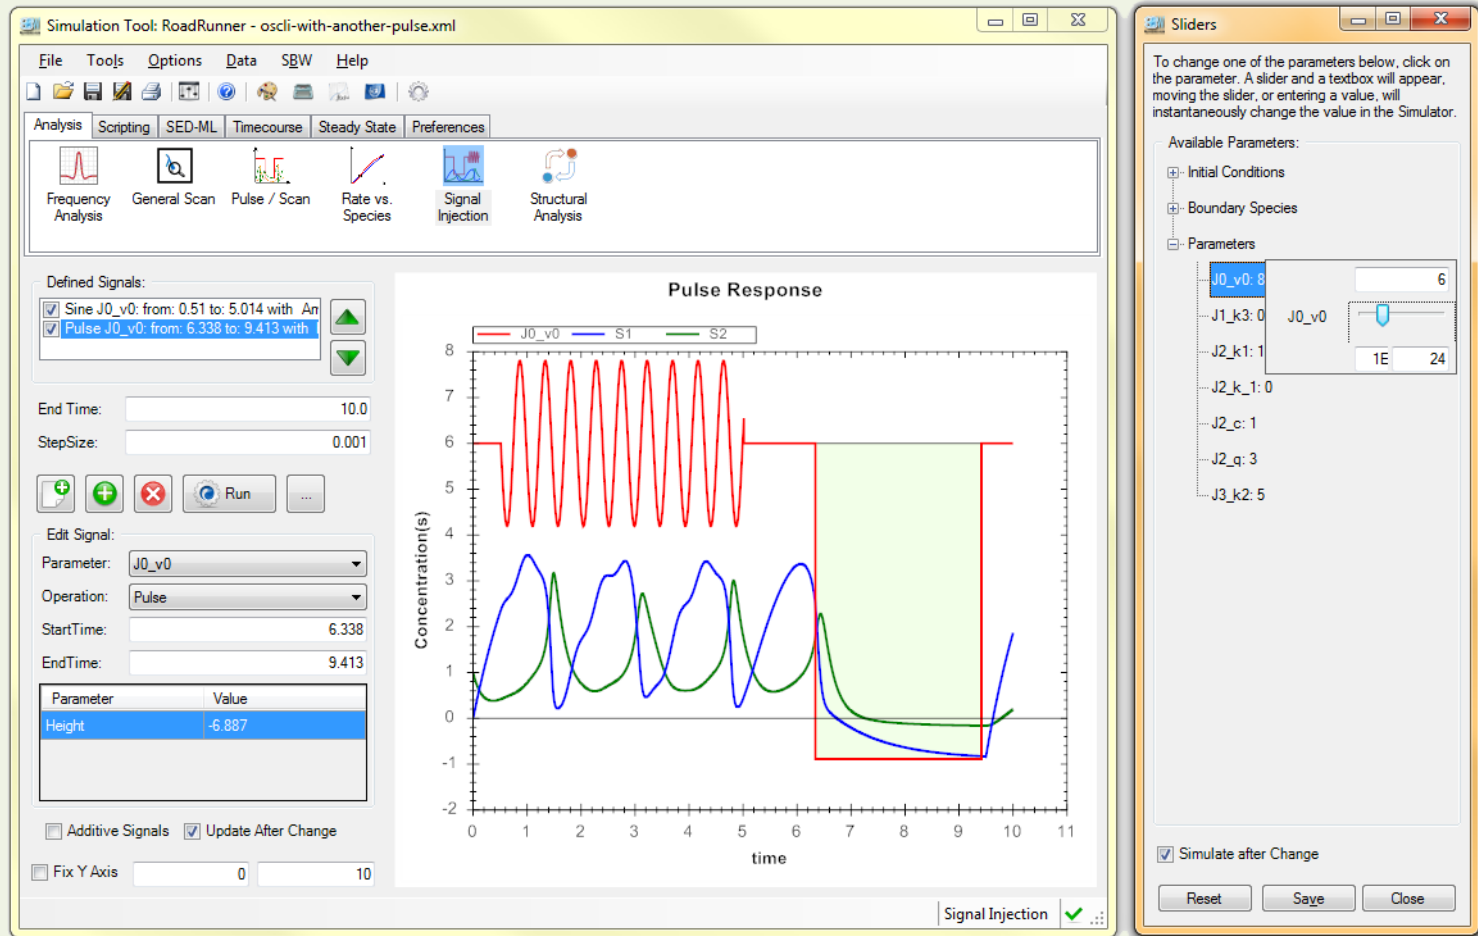 Simulation Tool: RoadRunner - oscli-with-another-pulse.xml
File Tools Options Data SBW Help
Analysis Scripting SED-ML Timecourse Steady State Preferences
Frequency Analysis
General Scan
Pulse / Scan
Rate vs. Species
Signal Injection
Structural Analysis
Defined Signals:
Sine J0_v0: from: 0.51 to: 5.014 with Am
Pulse J0_v0: from: 6.338 to: 9.413 with
End Time: 10.0
StepSize: 0.001
Run ...
Edit Signal:
Parameter: J0_v0
Operation: Pulse
StartTime: 6.338
EndTime: 9.413
Parameter Value
Height -6.887
Additive Signals Update After Change
Fix Y Axis 0 10
Pulse Response
J0_v0 S1 S2
8
7
6
5
4
3
2
1
0
-1
-2
Concentration(s)
0 1 2 3 4 5 6 7 8 9 10 11
time
Signal Injection
Sliders
To change one of the parameters below, click on
the parameter. A slider and a textbox will appear,
moving the slider, or entering a value, will
instantaneously change the value in the Simulator.
Available Parameters:
Initial Conditions
Boundary Species
Parameters
J0_v0: 8 6
J1_k3: 0 J0_v0
J2_k1: 1 1E 24
J2_k_1: 0
J2_c: 1
J2_q: 3
J3_k2: 5
Simulate after Change
Reset Save Close